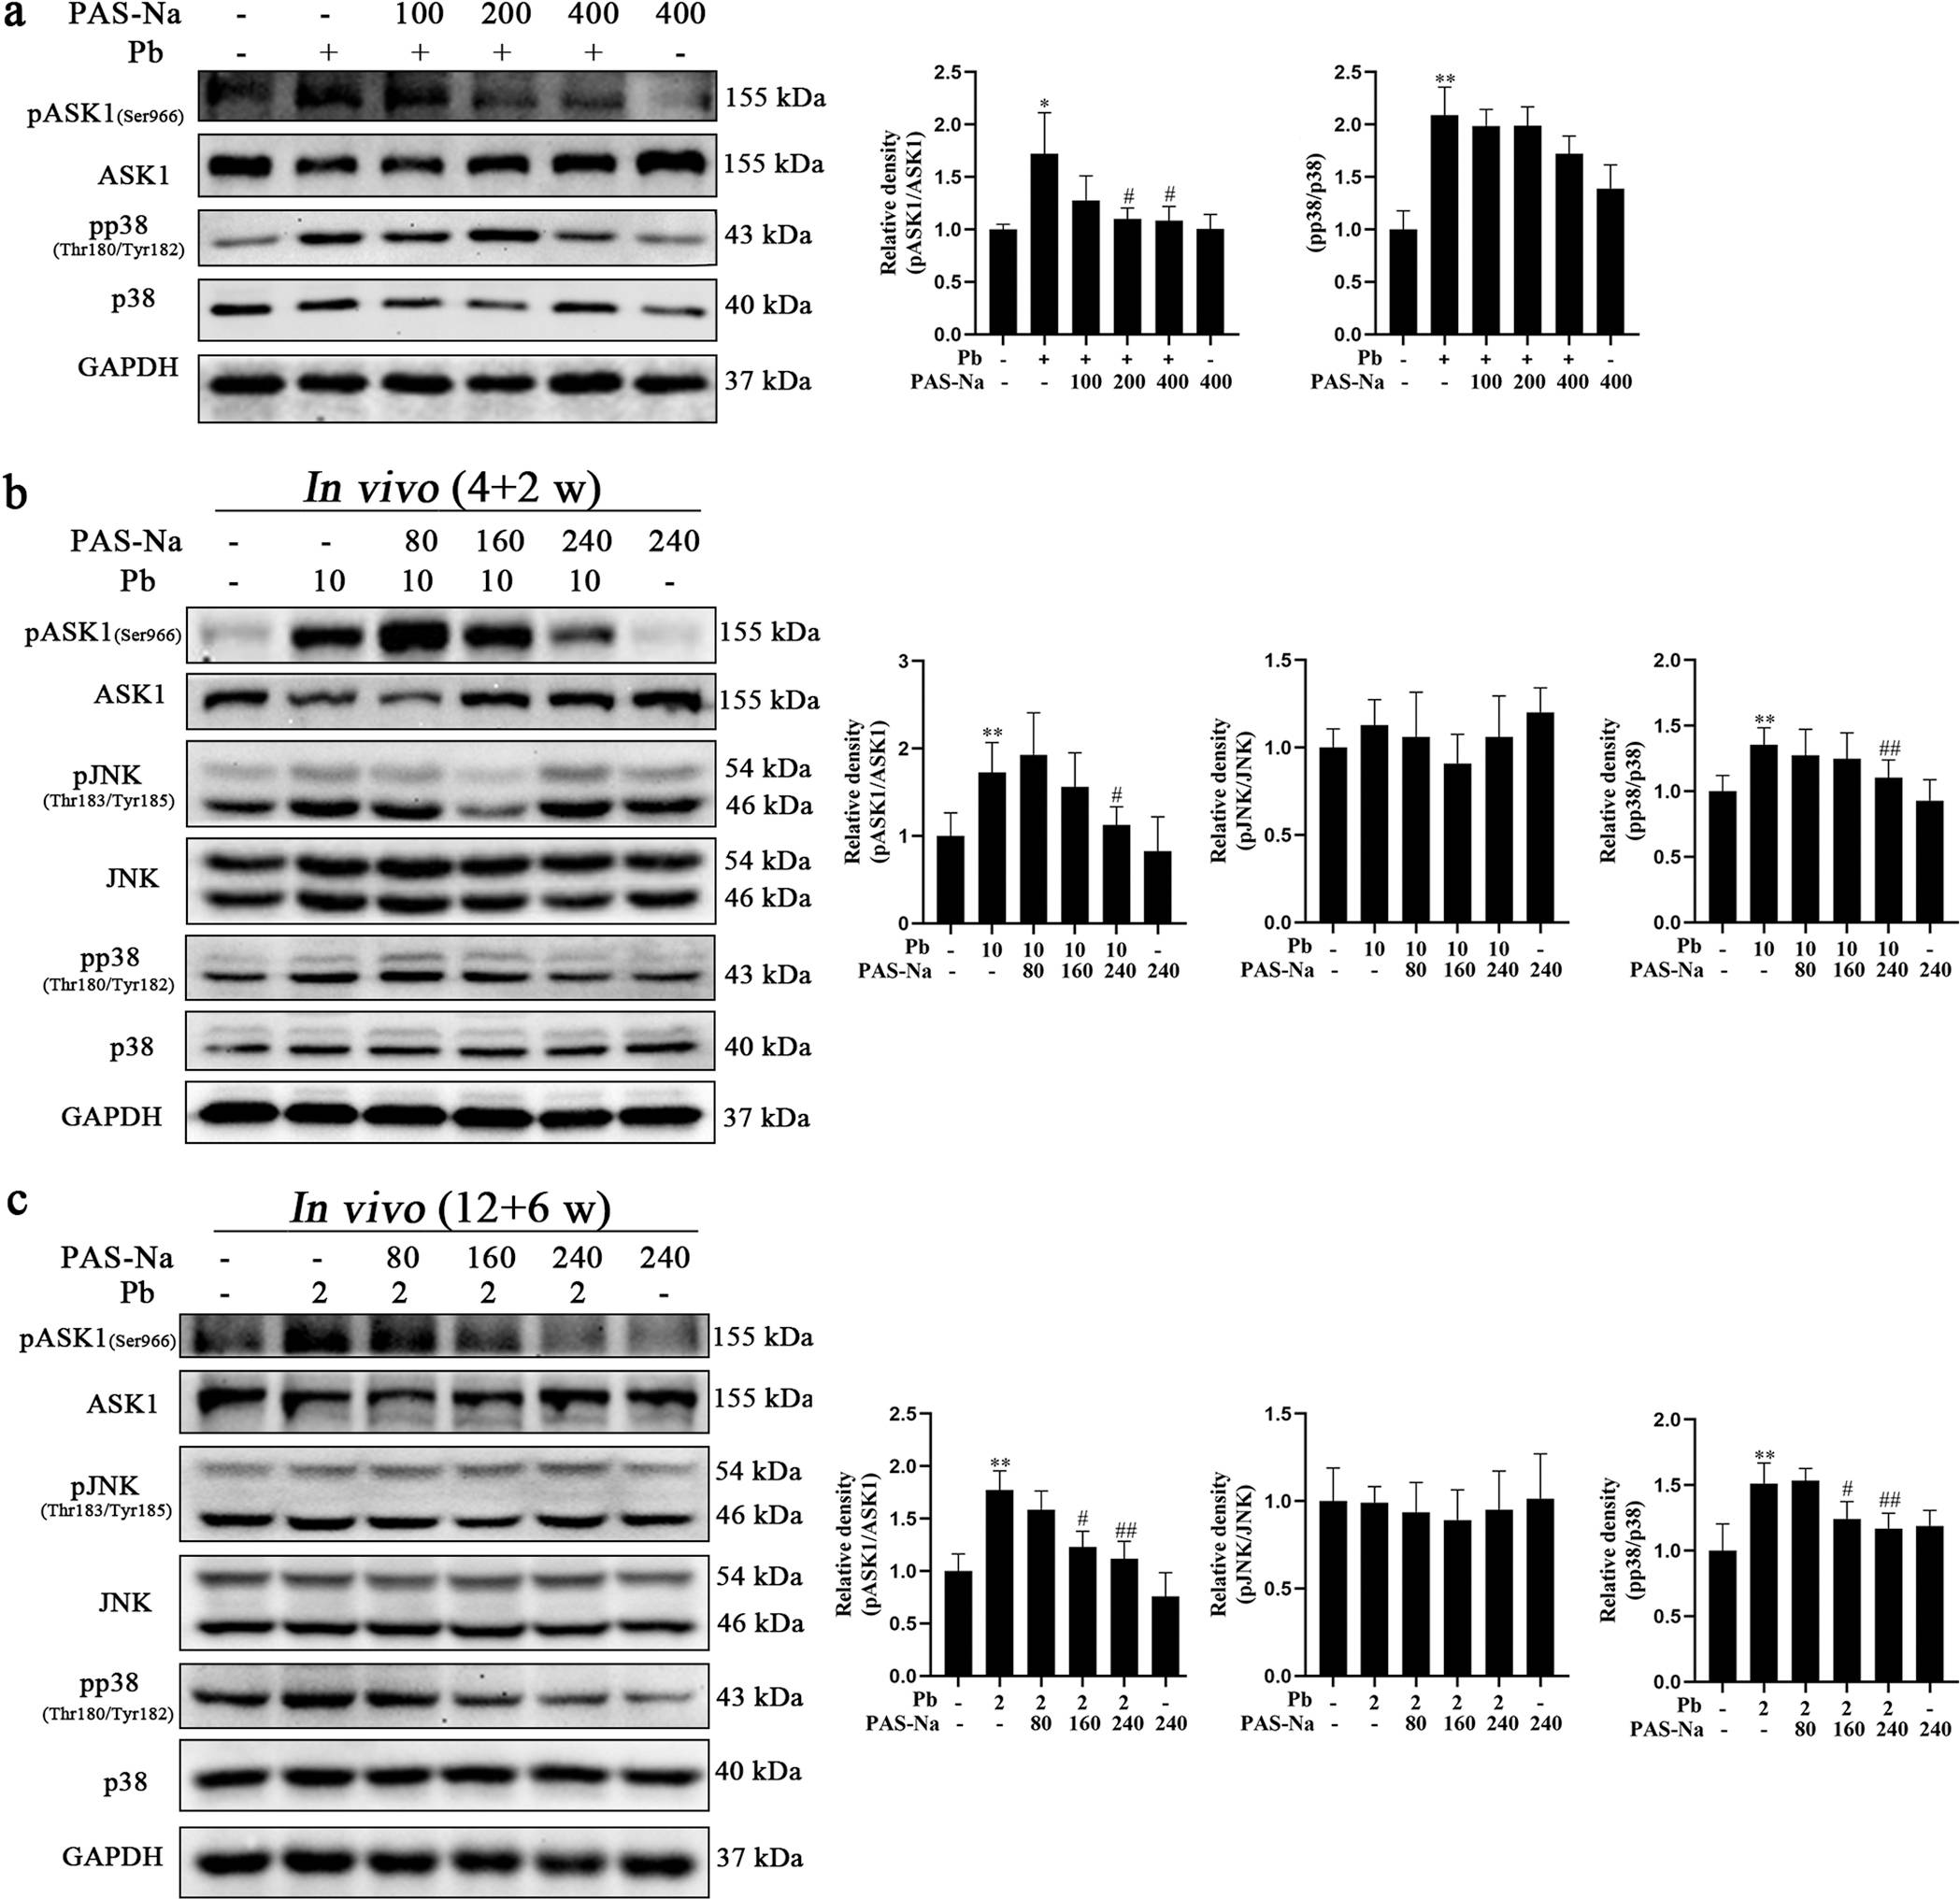 a
PAS-Na - - 100 200 400 400
Pb - + + + + -
pASK1(Ser966) 155 kDa
ASK1 155 kDa
pp38
(Thr180/Tyr182) 43 kDa
p38 40 kDa
GAPDH 37 kDa
Relative density
(pASK1/ASK1)
2.5
2.0
1.5
1.0
0.5
0.0
* # #
Pb - + + + + -
PAS-Na - - 100 200 400 400
(pp38/p38)
2.5
2.0
1.5
1.0
0.5
0.0
**
Pb - + + + + -
PAS-Na - - 100 200 400 400
b
In vivo (4+2 w)
PAS-Na - - 80 160 240 240
Pb - 10 10 10 10 -
pASK1(Ser966) 155 kDa
ASK1 155 kDa
pJNK
(Thr183/Tyr185)
54 kDa
46 kDa
JNK
54 kDa
46 kDa
pp38
(Thr180/Tyr182) 43 kDa
p38 40 kDa
GAPDH 37 kDa
Relative density
(pASK1/ASK1)
3
2
1
0
** #
Pb - 10 10 10 10 -
PAS-Na - - 80 160 240 240
Relative density
(pJNK/JNK)
1.5
1.0
0.5
0.0
Pb - 10 10 10 10 -
PAS-Na - - 80 160 240 240
Relative density
(pp38/p38)
2.0
1.5
1.0
0.5
0.0
** ##
Pb - 10 10 10 10 -
PAS-Na - - 80 160 240 240
c
In vivo (12+6 w)
PAS-Na - - 80 160 240 240
Pb - 2 2 2 2 -
pASK1(Ser966) 155 kDa
ASK1 155 kDa
pJNK
(Thr183/Tyr185)
54 kDa
46 kDa
JNK
54 kDa
46 kDa
pp38
(Thr180/Tyr182) 43 kDa
p38 40 kDa
GAPDH 37 kDa
Relative density
(pASK1/ASK1)
2.5
2.0
1.5
1.0
0.5
0.0
** # ##
Pb - 2 2 2 2 -
PAS-Na - - 80 160 240 240
Relative density
(pJNK/JNK)
1.5
1.0
0.5
0.0
Pb - 2 2 2 2 -
PAS-Na - - 80 160 240 240
Relative density
(pp38/p38)
2.0
1.5
1.0
0.5
0.0
** # ##
Pb - 2 2 2 2 -
PAS-Na - - 80 160 240 240